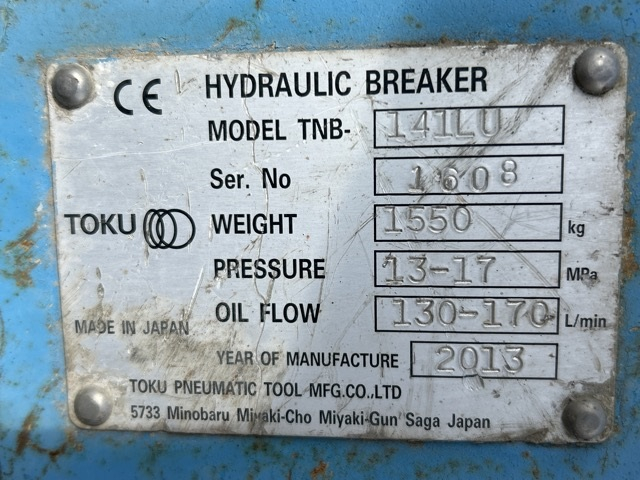 CE HYDRAULIC BREAKER
MODEL TNB- 141LU
Ser. No 1608
TOKU WEIGHT 1550 kg
PRESSURE 13-17 MPa
OIL FLOW 130-170 L/min
MADE IN JAPAN
YEAR OF MANUFACTURE 2013
TOKU PNEUMATIC TOOL MFG.CO.,LTD
5733 Minobaru Miyaki-Cho Miyaki-Gun Saga Japan